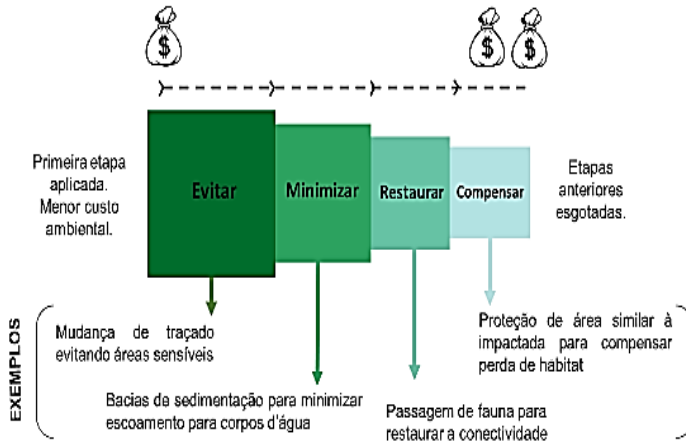 $
$ $
Primeira etapa
aplicada.
Menor custo
ambiental.
Evitar
Minimizar
Restaurar
Compensar
Etapas
anteriores
esgotadas.
EXEMPLOS
Mudança de traçado
evitando áreas sensíveis
Bacias de sedimentação para minimizar
escoamento para corpos d'água
Passagem de fauna para
restaurar a conectividade
Proteção de área similar à
impactada para compensar
perda de hábitat